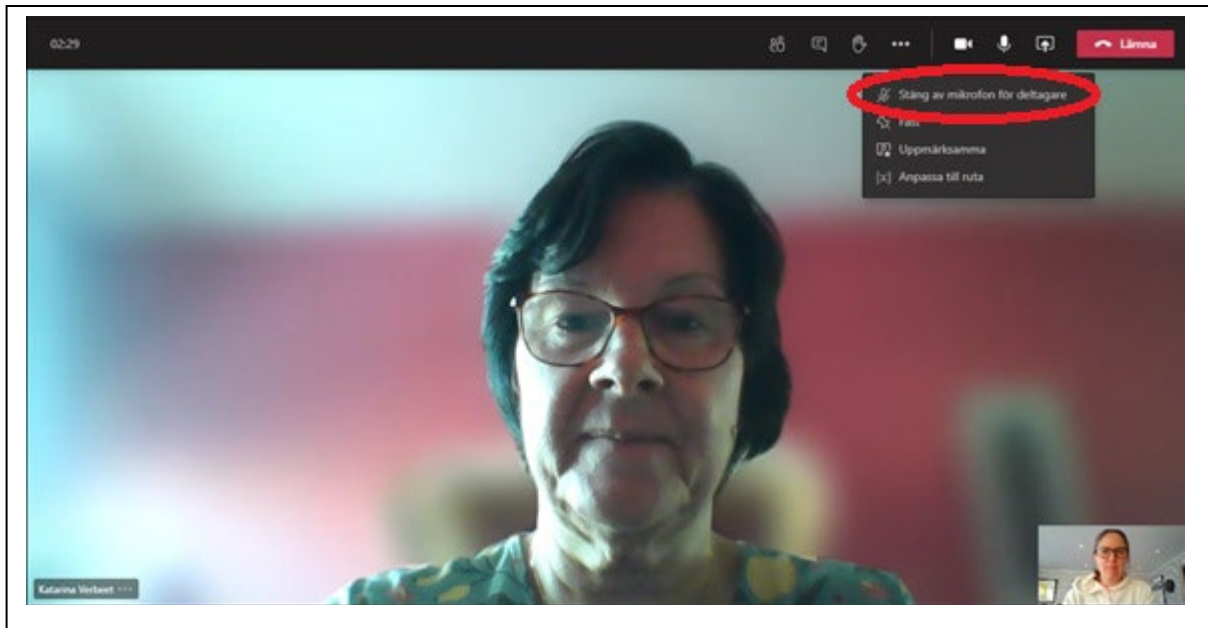 02:29
Lämna
Stäng av mikrofon för deltagare
Fäst
Uppmärksamma
Anpassa till ruta
Katarina Verbeet